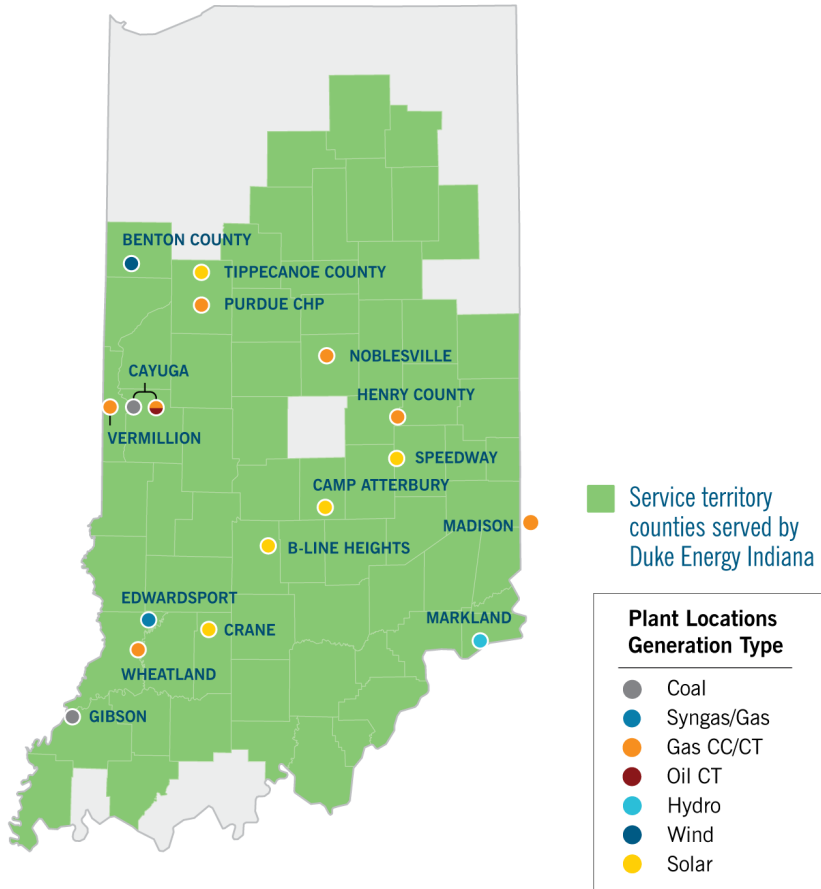 BENTON COUNTY
TIPPECANOE COUNTY
PURDUE CHP
NOBLESVILLE
CAYUGA
HENRY COUNTY
VERMILLION
SPEEDWAY
CAMP ATTERBURY
MADISON
B-LINE HEIGHTS
EDWARDSPORT
CRANE
MARKLAND
WHEATLAND
GIBSON
Service territory
counties served by
Duke Energy Indiana
Plant Locations
Generation Type
Coal
Syngas/Gas
Gas CC/CT
Oil CT
Hydro
Wind
Solar